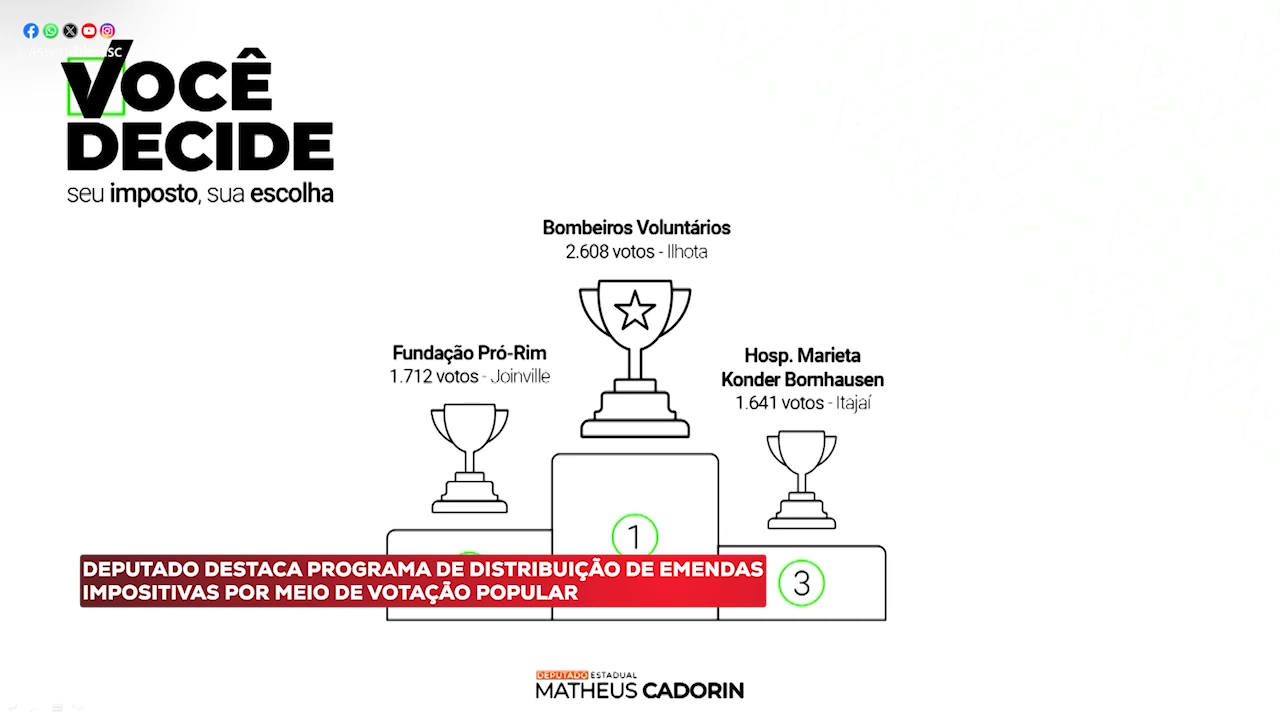 VOCÊ
DECIDE
seu imposto, sua escolha
Bombeiros Voluntários
2.608 votos - Ilhota
Fundação Pró-Rim
1.712 votos - Joinville
Hosp. Marieta
Konder Bornhausen
1.641 votos - Itajaí
1
3
DEPUTADO DESTACA PROGRAMA DE DISTRIBUIÇÃO DE EMENDAS
IMPOSITIVAS POR MEIO DE VOTAÇÃO POPULAR
DEPUTADO ESTADUAL
MATHEUS CADORIN